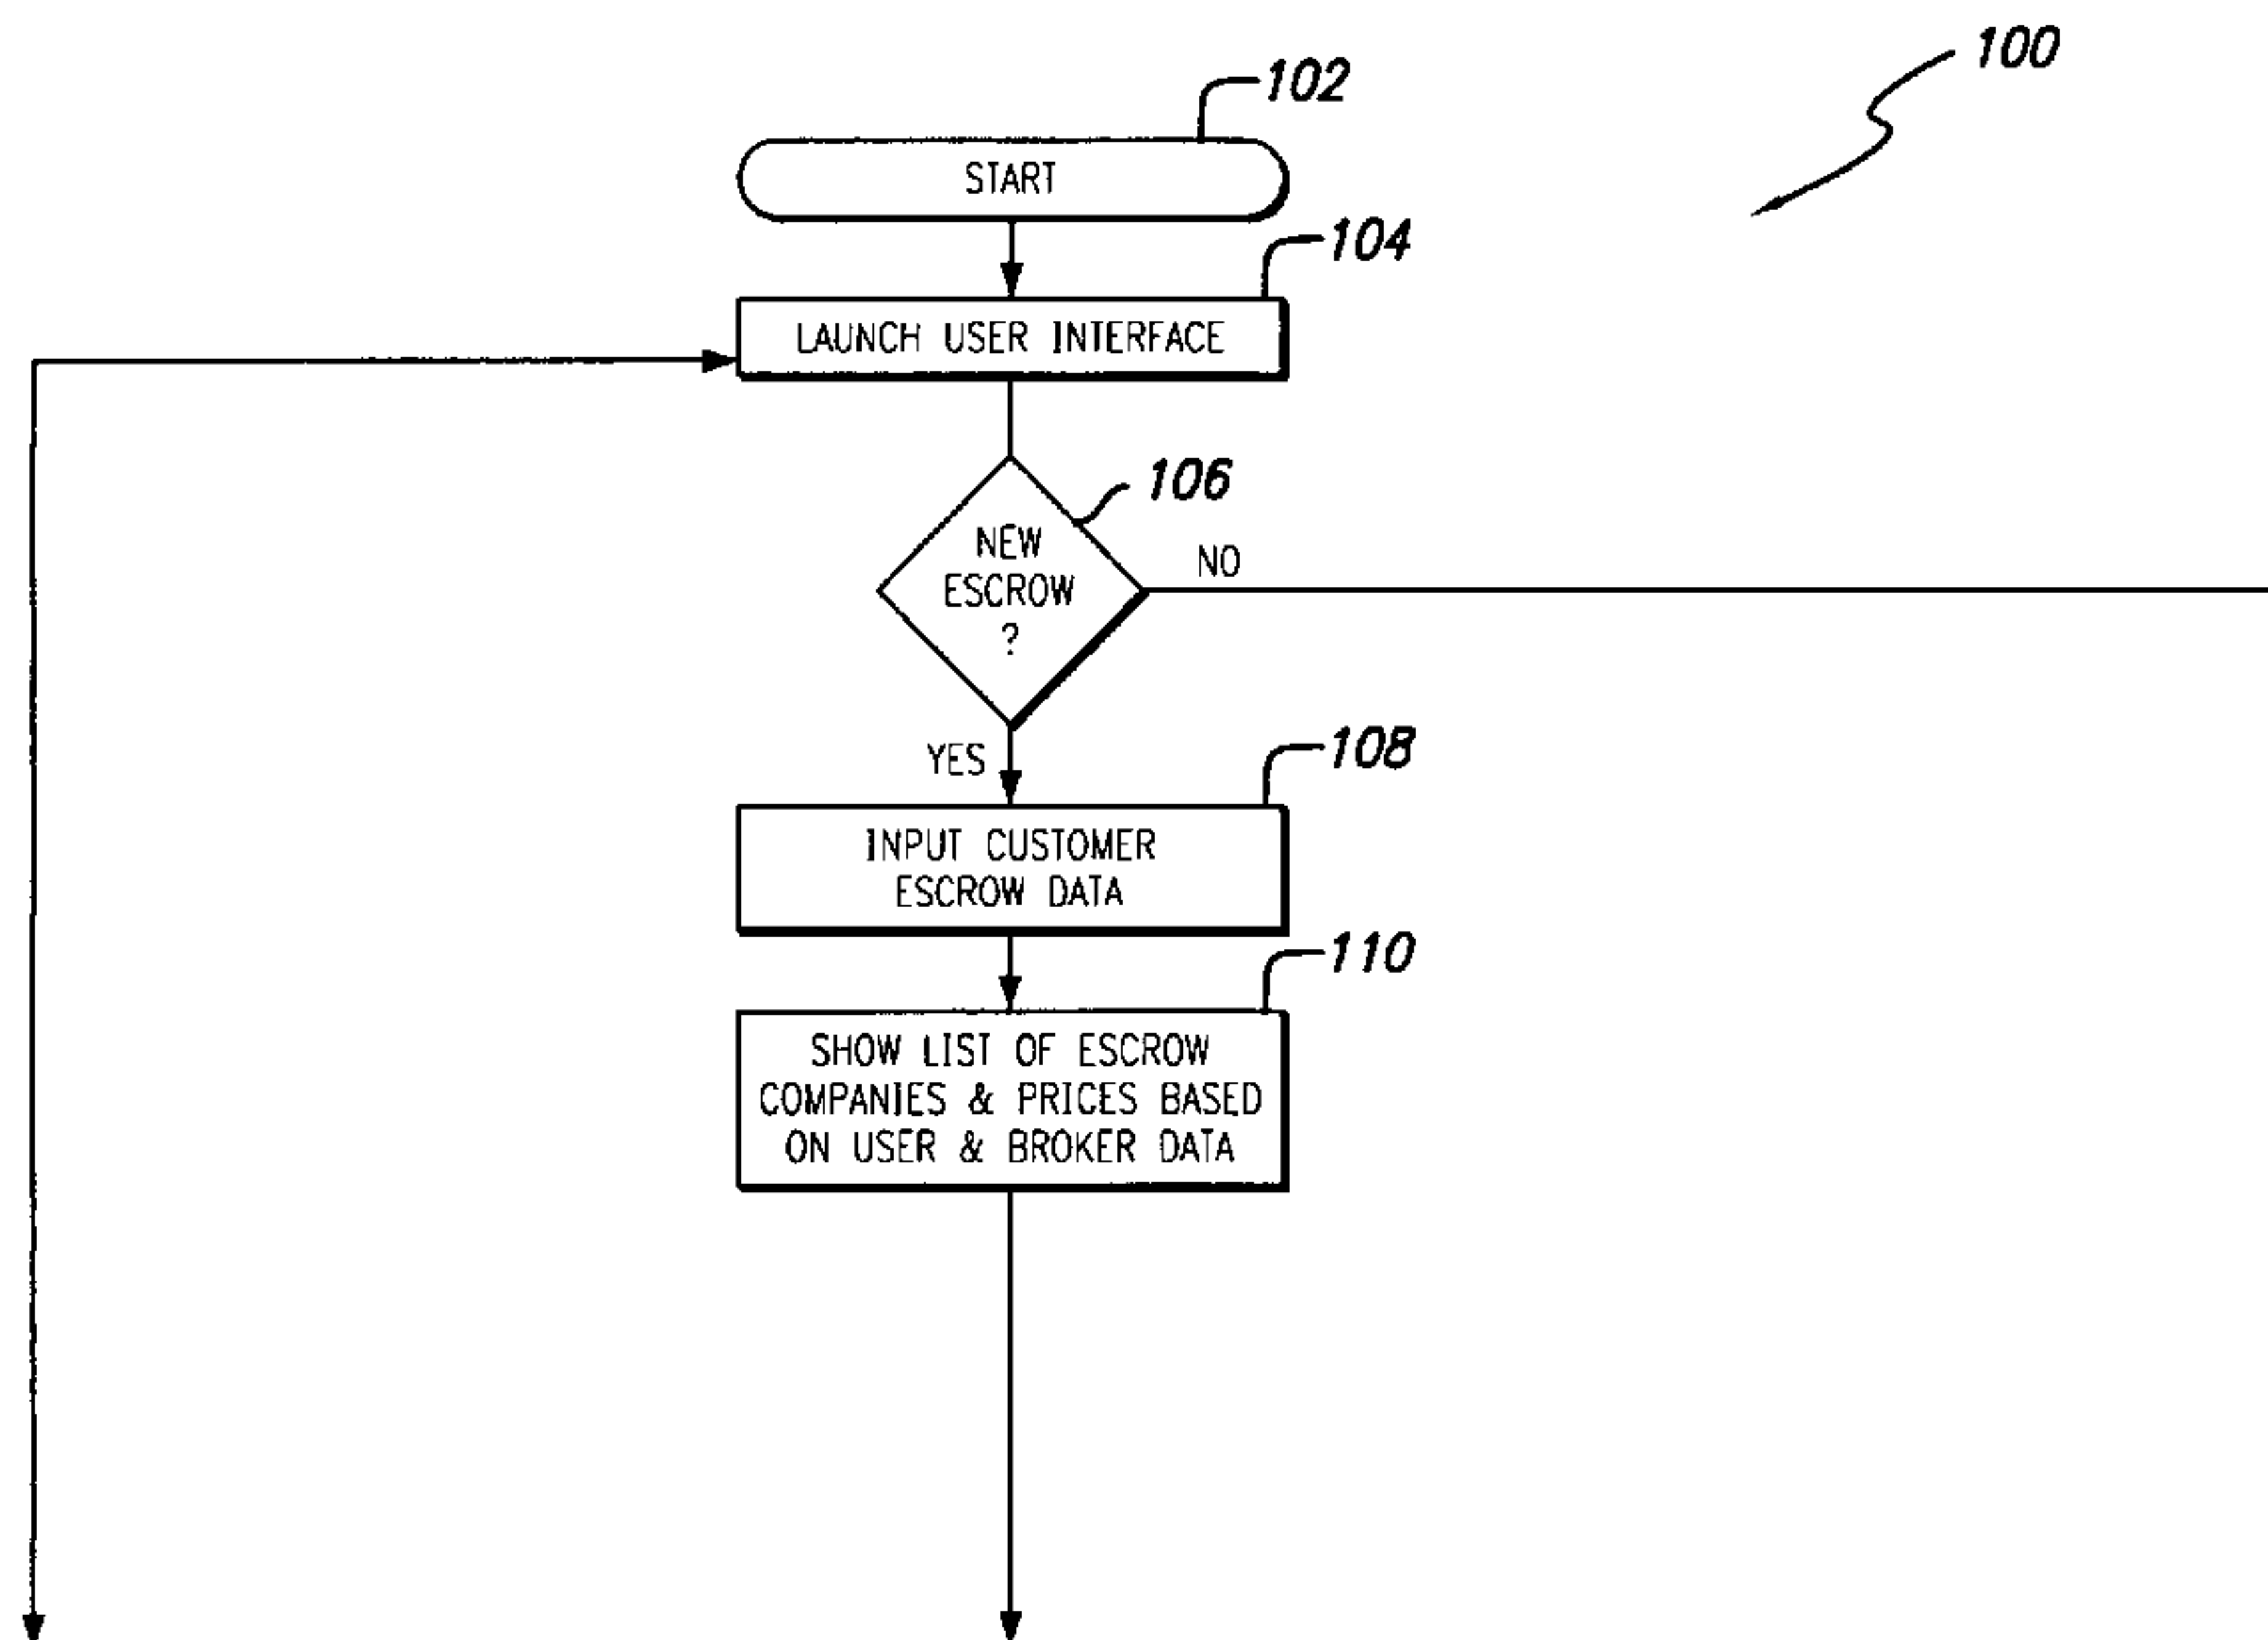 100
102
START
104
LAUNCH USER INTERFACE
106
NEW
ESCROW
?
NO
YES
108
INPUT CUSTOMER
ESCROW DATA
110
SHOW LIST OF ESCROW
COMPANIES & PRICES BASED
ON USER & BROKER DATA